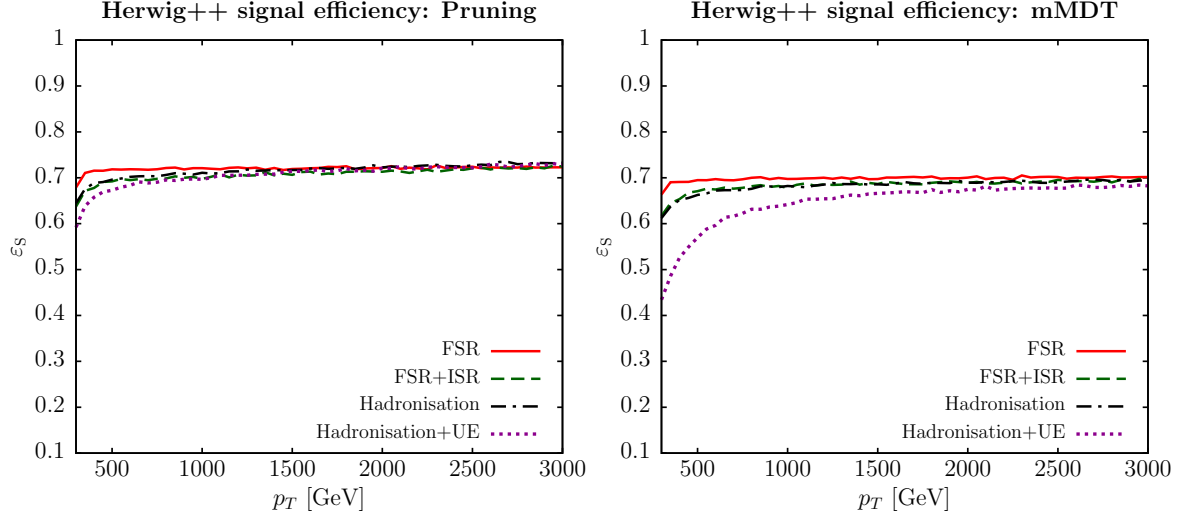 Herwig++ signal efficiency: Pruning
1
0.9
0.8
0.7
0.6
0.5
0.4
0.3
0.2
0.1
εS
500 1000 1500 2000 2500 3000
pT [GeV]
FSR
FSR+ISR
Hadronisation
Hadronisation+UE
Herwig++ signal efficiency: mMDT
1
0.9
0.8
0.7
0.6
0.5
0.4
0.3
0.2
0.1
εS
500 1000 1500 2000 2500 3000
pT [GeV]
FSR
FSR+ISR
Hadronisation
Hadronisation+UE